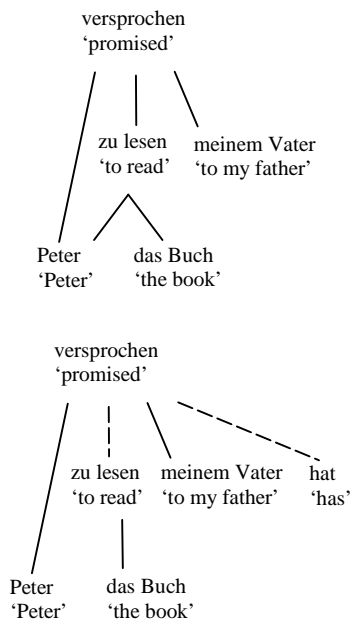 versprochen
‘promised’
zu lesen meinem Vater
‘to read’ ‘to my father’
Peter das Buch
‘Peter’ ‘the book’
versprochen
‘promised’
zu lesen meinem Vater hat
‘to read’ ‘to my father’ ‘has’
Peter das Buch
‘Peter’ ‘the book’